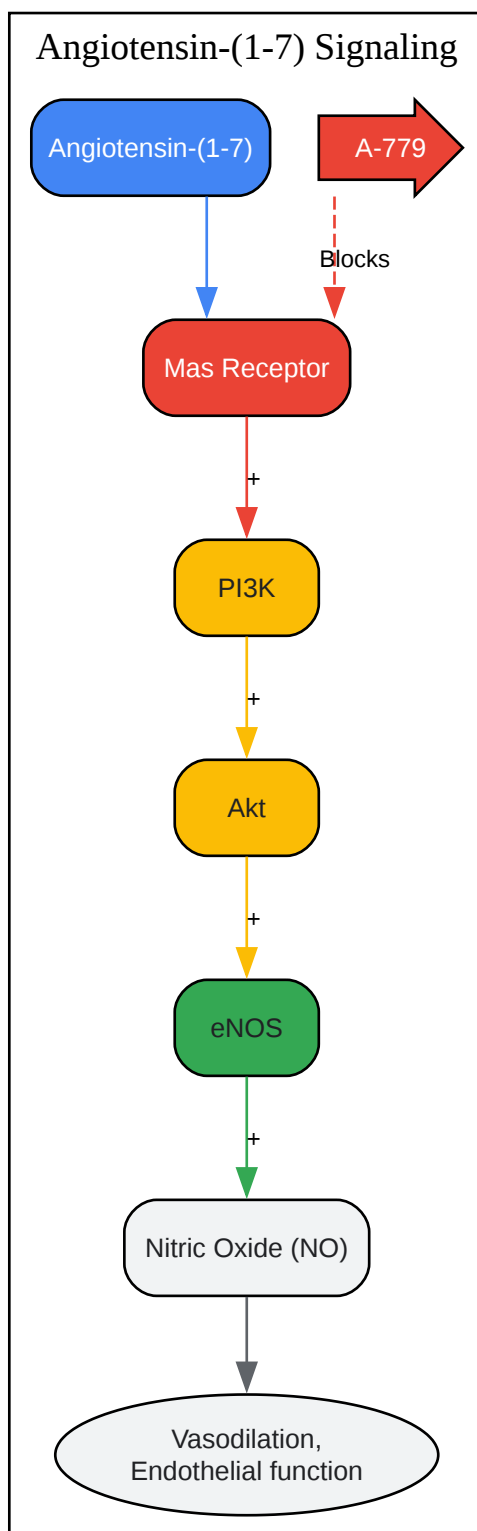 Angiotensin-(1-7) Signaling
Angiotensin-(1-7)
A-779
Blocks
Mas Receptor
+
PI3K
+
Akt
+
eNOS
+
Nitric Oxide (NO)
Vasodilation,
Endothelial function